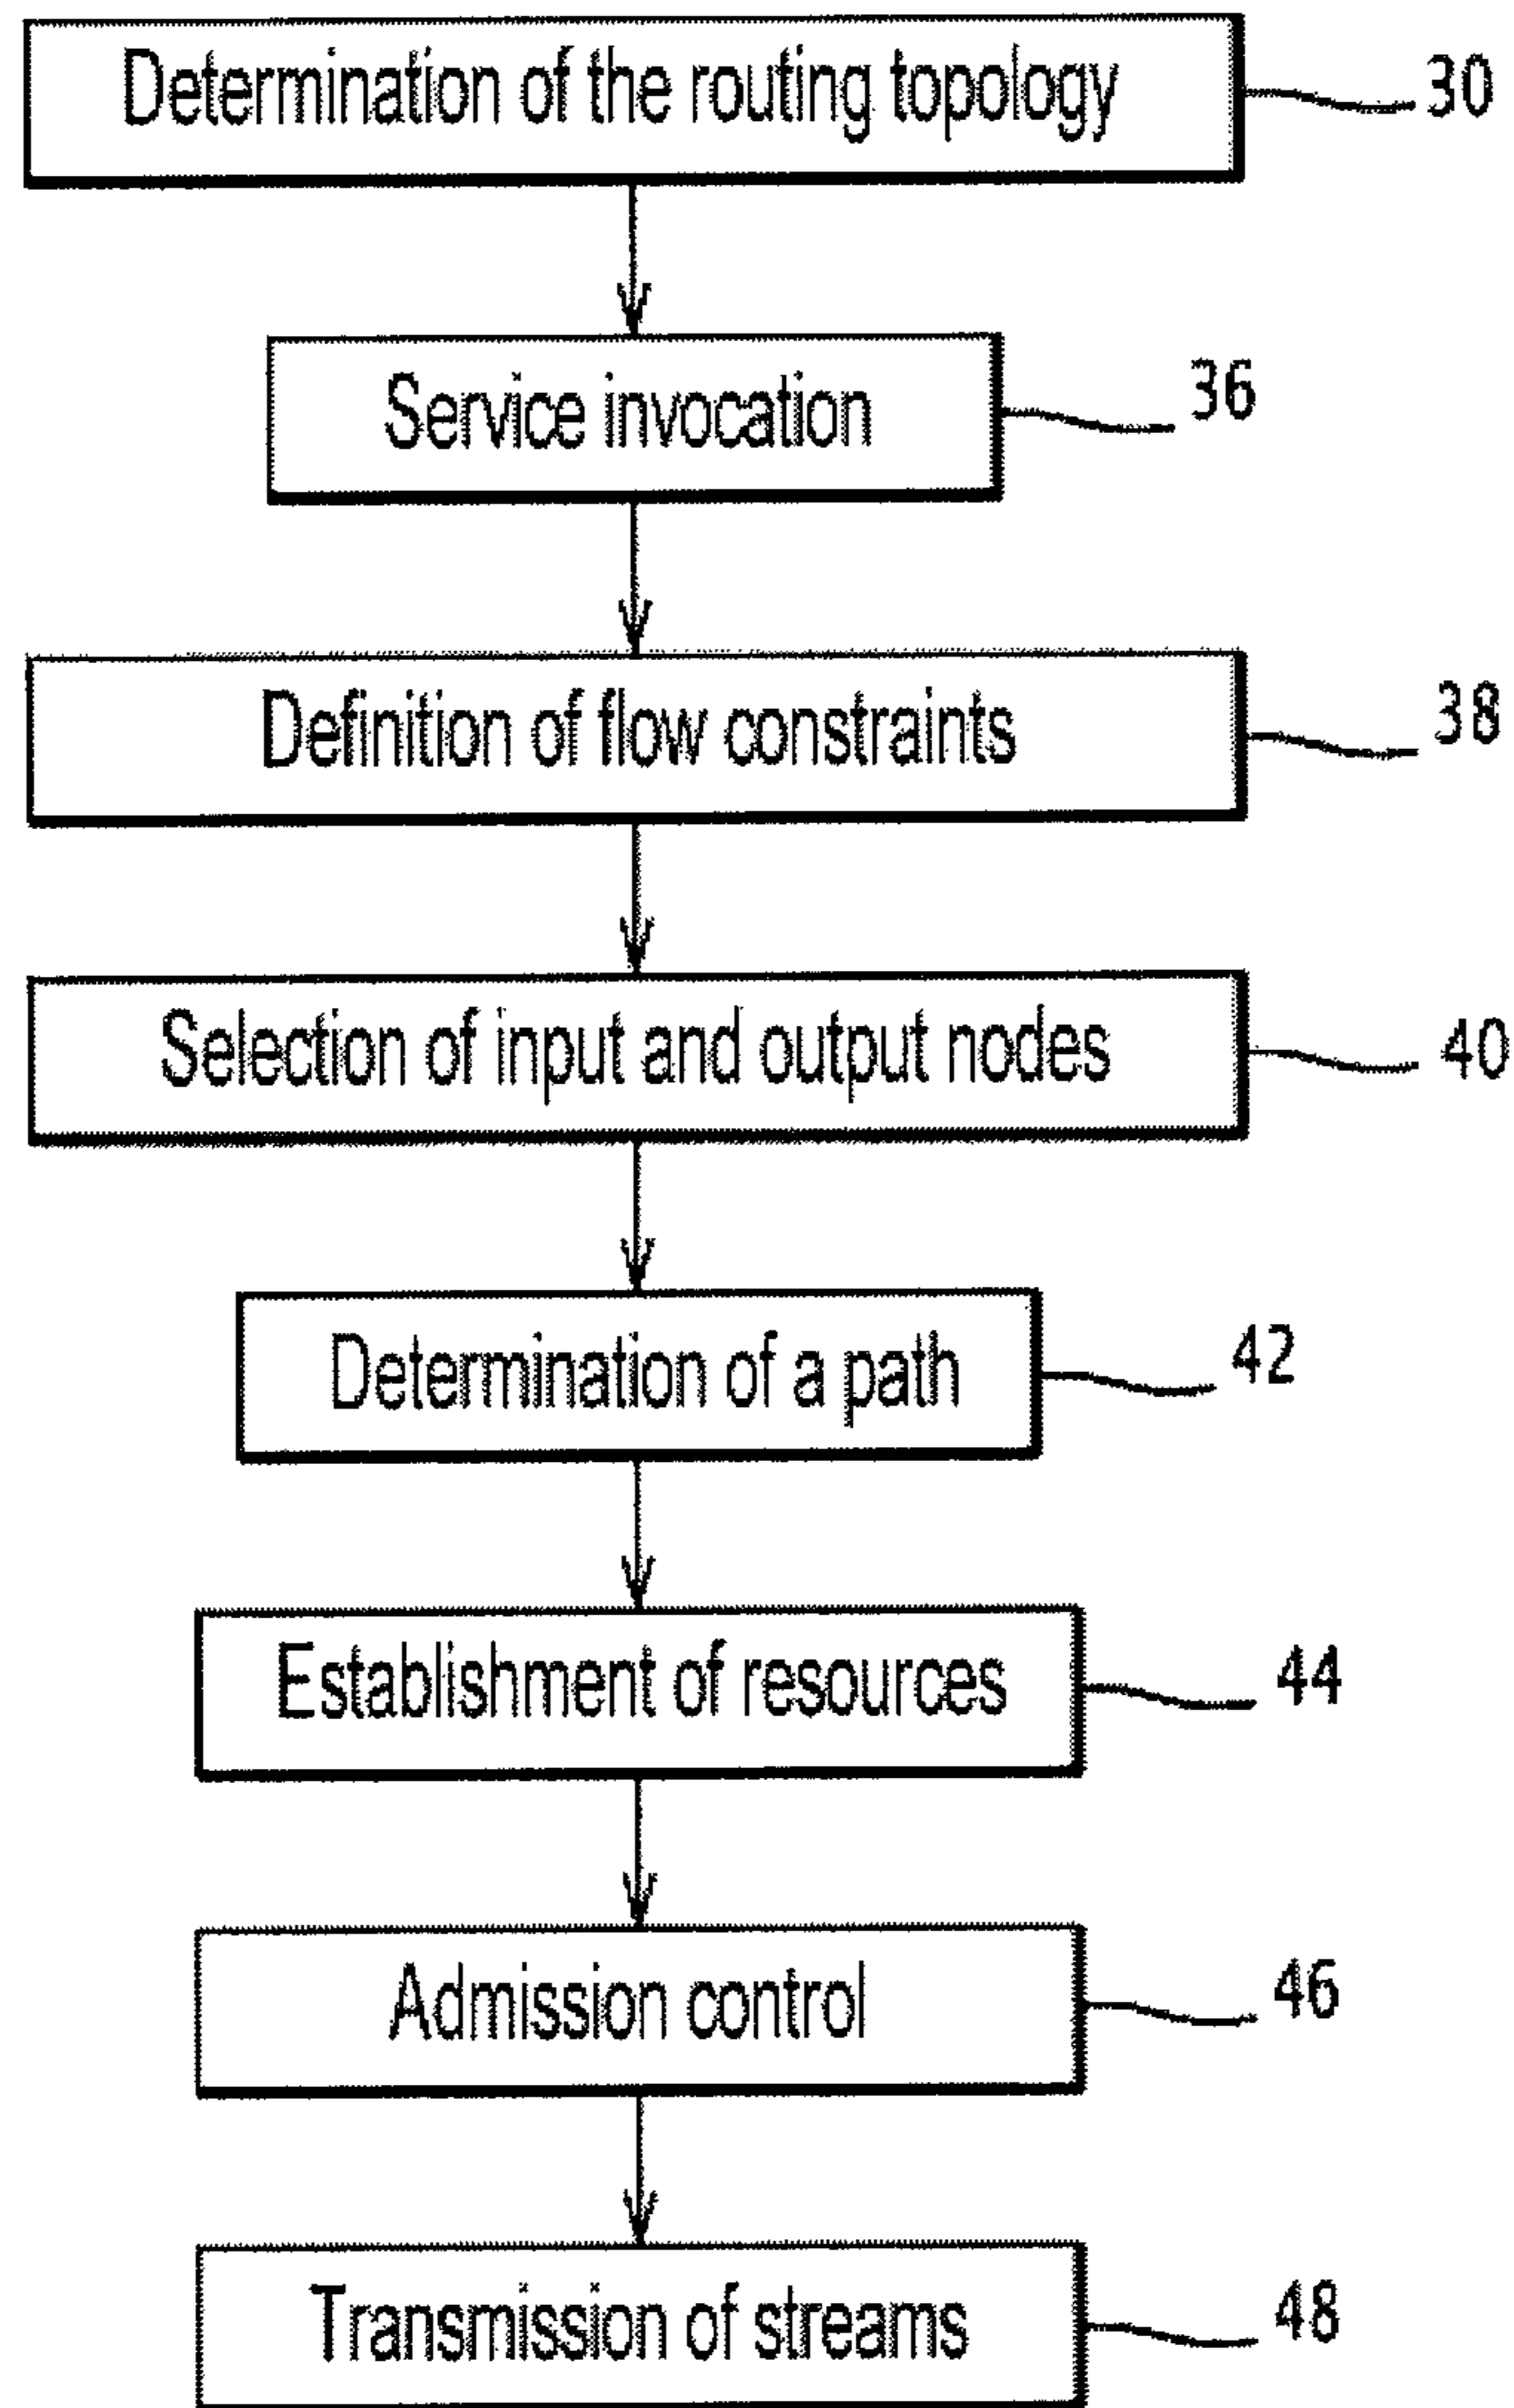 Determination of the routing topology 30
Service invocation 36
Definition of flow constraints 38
Selection of input and output nodes 40
Determination of a path 42
Establishment of resources 44
Admission control 46
Transmission of streams 48